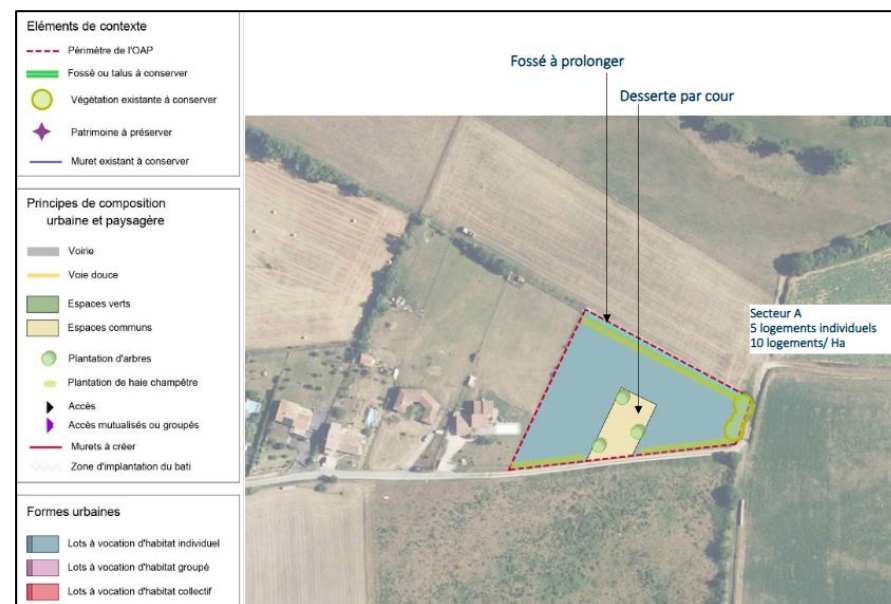 Eléments de contexte
Périmètre de l'OAP
Fossé ou talus à conserver
Végétation existante à conserver
Patrimoine à préserver
Muret existant à conserver
Principes de composition
urbaine et paysagère
Voirie
Voie douce
Espaces verts
Espaces communs
Plantation d'arbres
Plantation de haie champêtre
Accès
Accès mutualisés ou groupés
Murets à créer
Zone d'implantation du bati
Formes urbaines
Lots à vocation d'habitat individuel
Lots à vocation d'habitat groupé
Lots à vocation d'habitat collectif
Fossé à prolonger
Desserte par cour
Secteur A
5 logements individuels
10 logements/ Ha